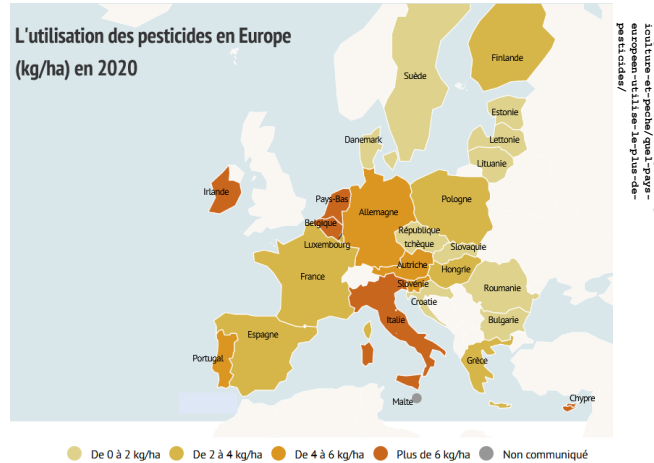 L'utilisation des pesticides en Europe
(kg/ha) en 2020
iculture-et-peche/quel-pays-
europeen-utilise-le-plus-de-
pesticides/
Finlande
Suède
Estonie
Danemark
Lettonie
Lituanie
Irlande
Pays-Bas
Allemagne
Pologne
Belgique
République
tchèque
Luxembourg
Slovaquie
Autriche
Hongrie
France
Slovénie
Roumanie
Croatie
Italie
Bulgarie
Espagne
Portugal
Grèce
Malte
Chypre
De 0 à 2 kg/ha
De 2 à 4 kg/ha
De 4 à 6 kg/ha
Plus de 6 kg/ha
Non communiqué